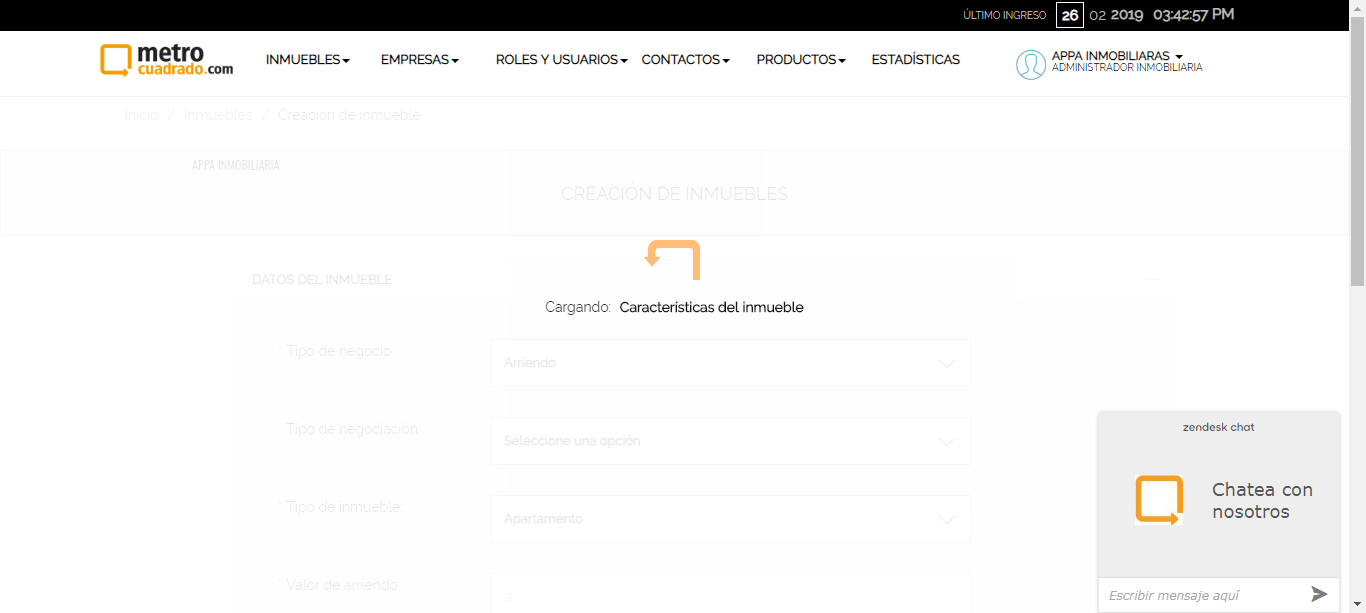 ÚLTIMO INGRESO 26 02 2019 03:42:57 PM
metro
cuadrado.com
INMUEBLES EMPRESAS ROLES Y USUARIOS CONTACTOS PRODUCTOS ESTADÍSTICAS
APPA INMOBILIARAS
ADMINISTRADOR INMOBILIARIA
Inicio / Inmuebles / Creación de inmueble
APPA INMOBILIARIA
CREACIÓN DE INMUEBLES
DATOS DEL INMUEBLE
Cargando: Características del inmueble
* Tipo de negocio: Arriendo
Tipo de negociación: Seleccione una opción
* Tipo de inmueble: Apartamento
* Valor de arriendo: $
zendesk chat
Chatea con
nosotros
Escribir mensaje aquí